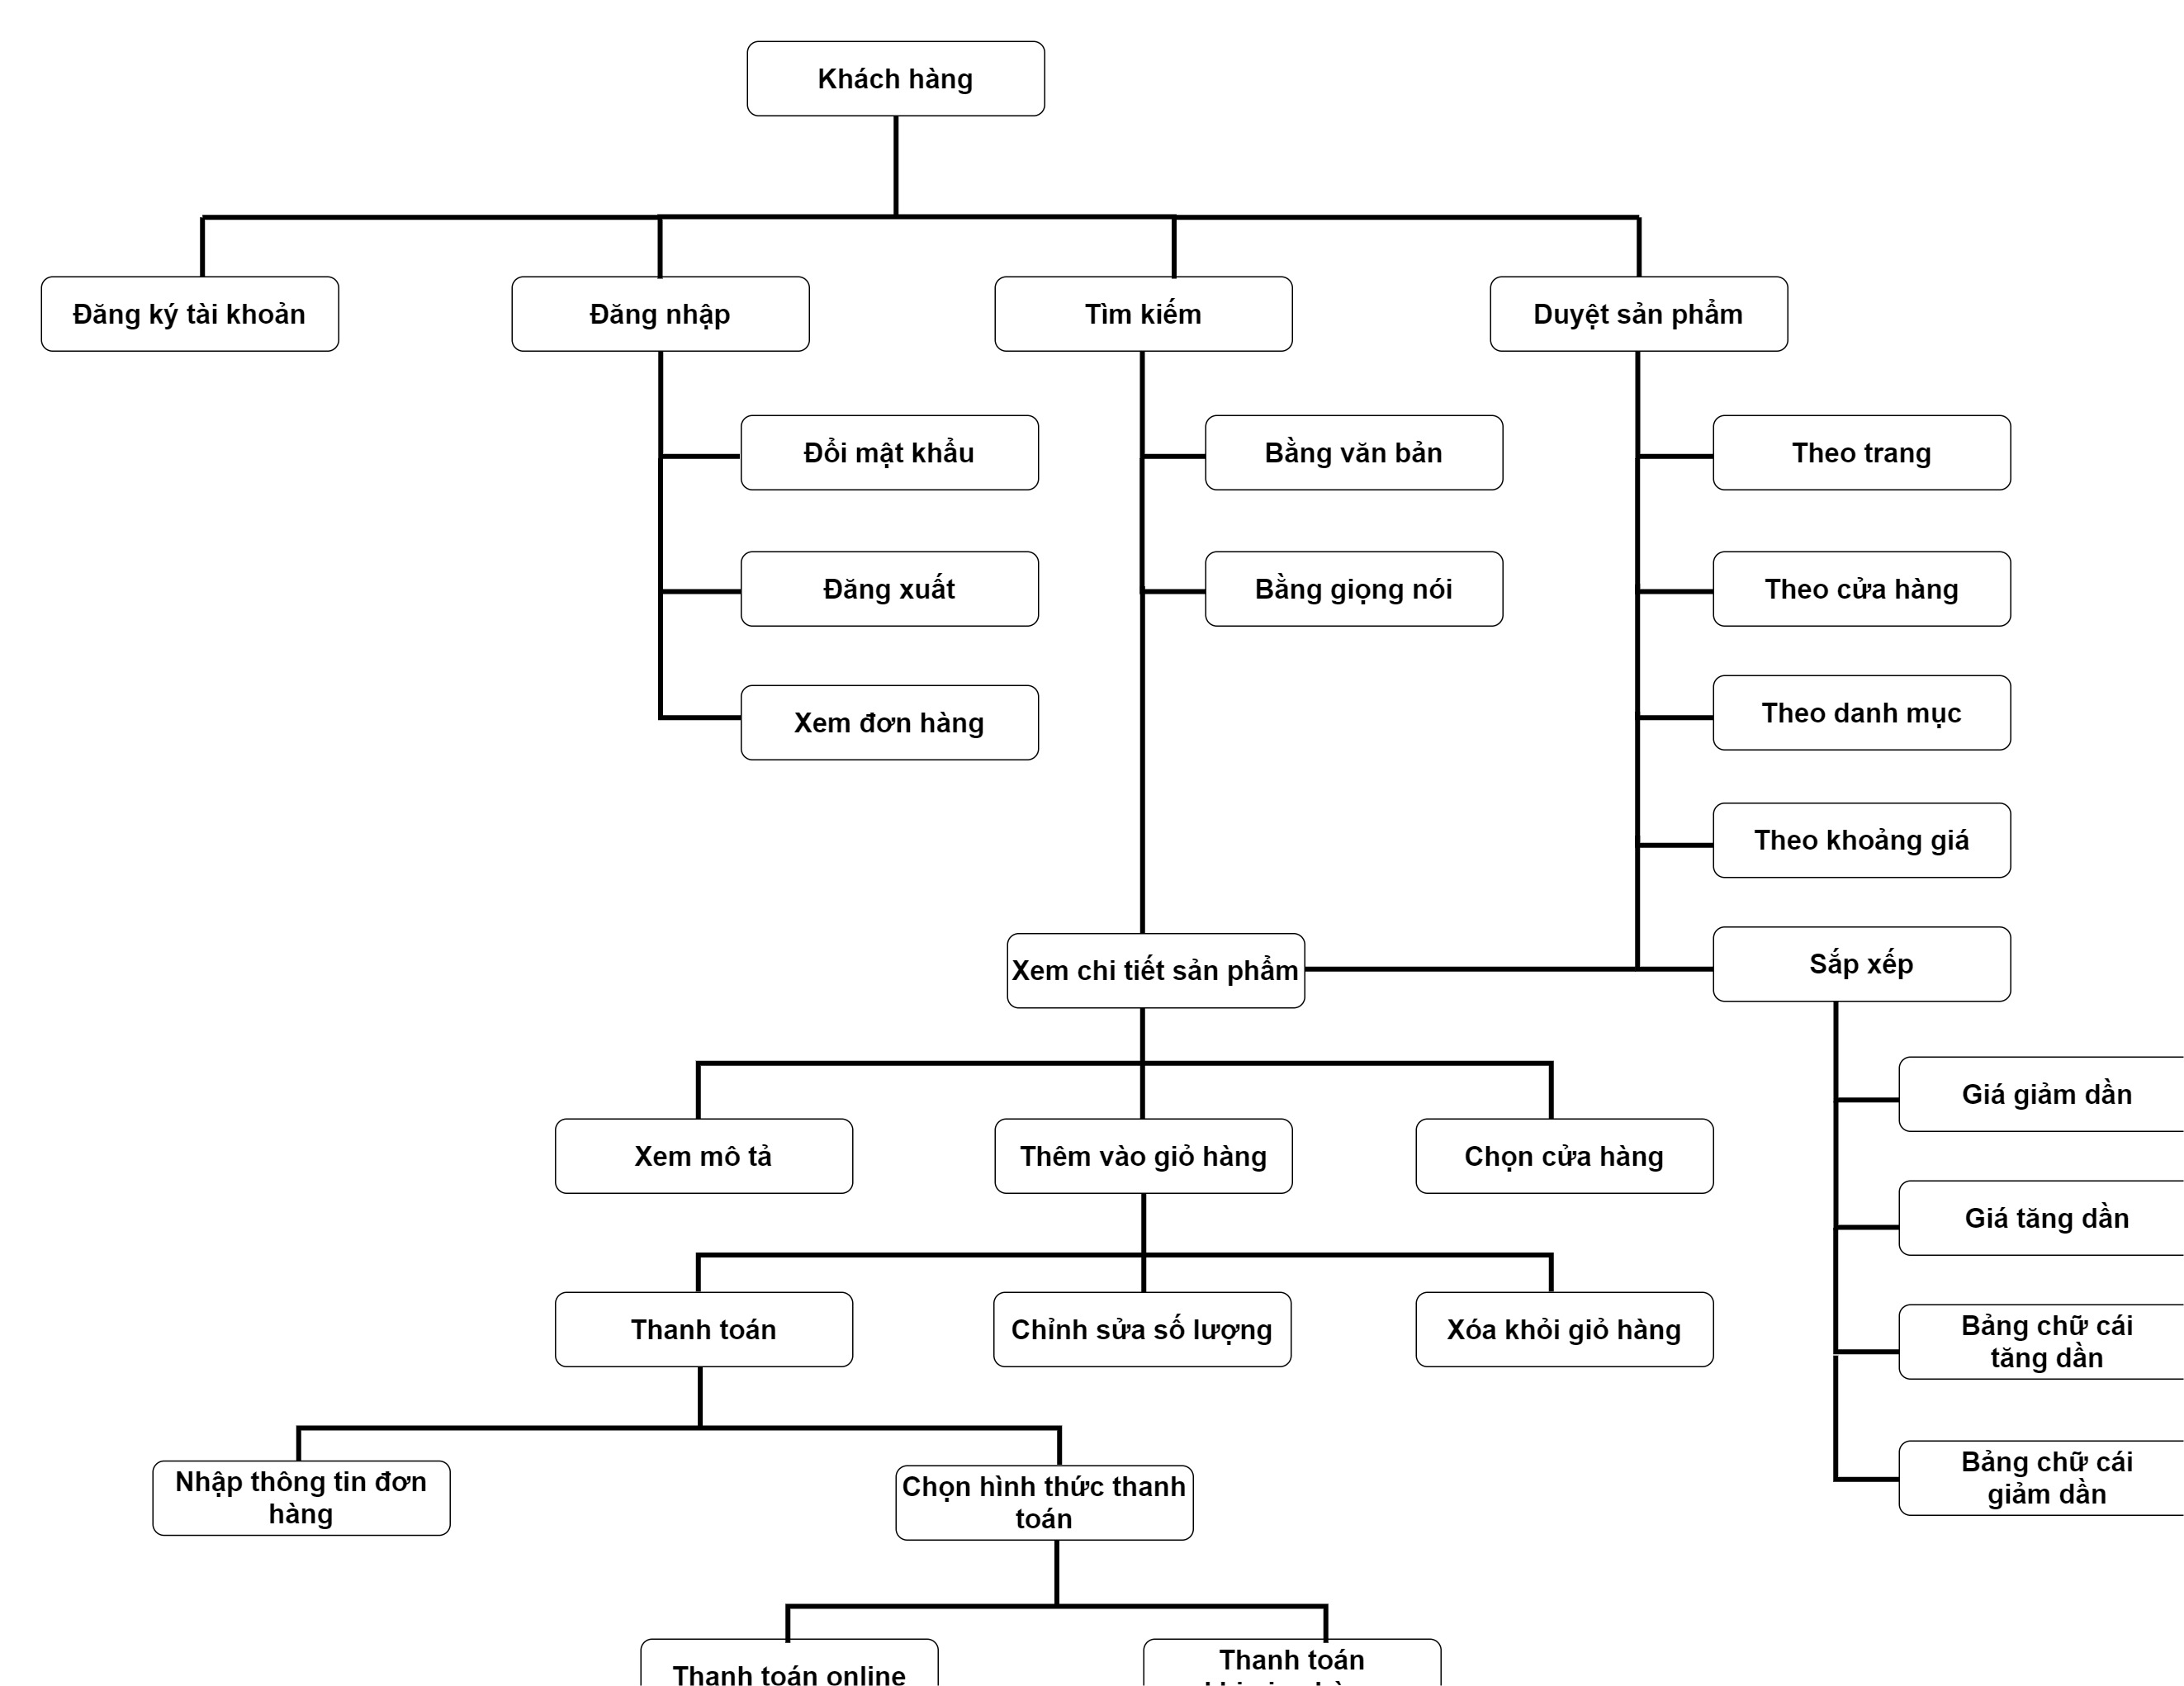 Khách hàng
Đăng ký tài khoản
Đăng nhập
Tìm kiếm
Duyệt sản phẩm
Đổi mật khẩu
Bằng văn bản
Theo trang
Đăng xuất
Bằng giọng nói
Theo cửa hàng
Xem đơn hàng
Theo danh mục
Theo khoảng giá
Xem chi tiết sản phẩm
Sắp xếp
Giá giảm dần
Xem mô tả
Thêm vào giỏ hàng
Chọn cửa hàng
Giá tăng dần
Thanh toán
Chỉnh sửa số lượng
Xóa khỏi giỏ hàng
Bảng chữ cái
tăng dần
Nhập thông tin đơn
hàng
Chọn hình thức thanh
toán
Bảng chữ cái
giảm dần
Thanh toán online
Thanh toán